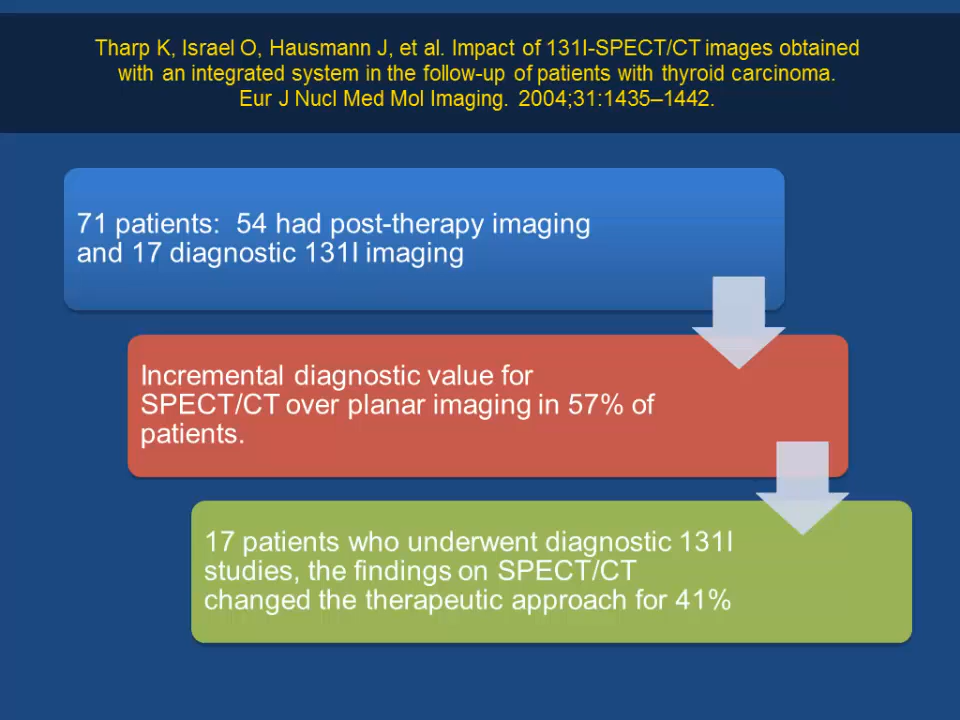 Tharp K, Israel O, Hausmann J, et al. Impact of 131I-SPECT/CT images obtained
with an integrated system in the follow-up of patients with thyroid carcinoma.
Eur J Nucl Med Mol Imaging. 2004;31:1435–1442.
71 patients: 54 had post-therapy imaging
and 17 diagnostic 131I imaging
Incremental diagnostic value for
SPECT/CT over planar imaging in 57% of
patients.
17 patients who underwent diagnostic 131I
studies, the findings on SPECT/CT
changed the therapeutic approach for 41%